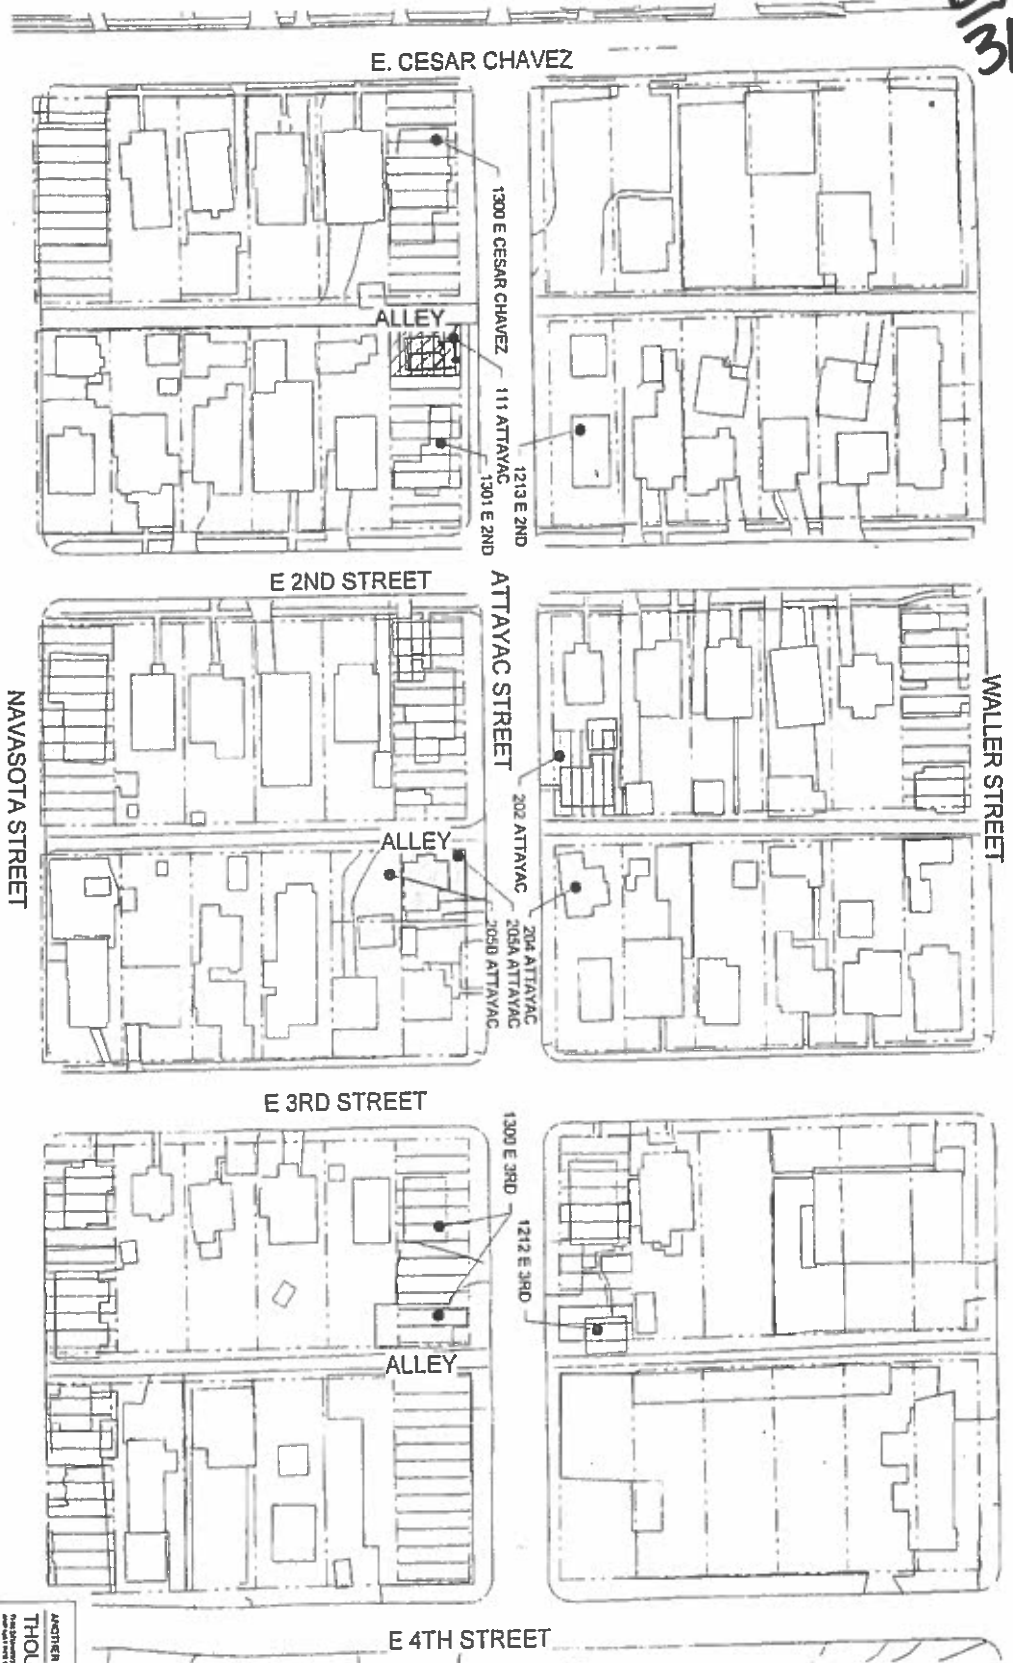 E. CESAR CHAVEZ
1300 E CESAR CHAVEZ
ALLEY
111 ATTAYAC
1213 E 2ND
1301 E 2ND
E 2ND STREET
ATTAYAC STREET
WALLER STREET
NAVASOTA STREET
202 ATTAYAC
ALLEY
204 ATTAYAC
205A ATTAYAC
205B ATTAYAC
E 3RD STREET
1300 E 3RD
1212 E 3RD
ALLEY
E 4TH STREET
ANOTHER
THOU